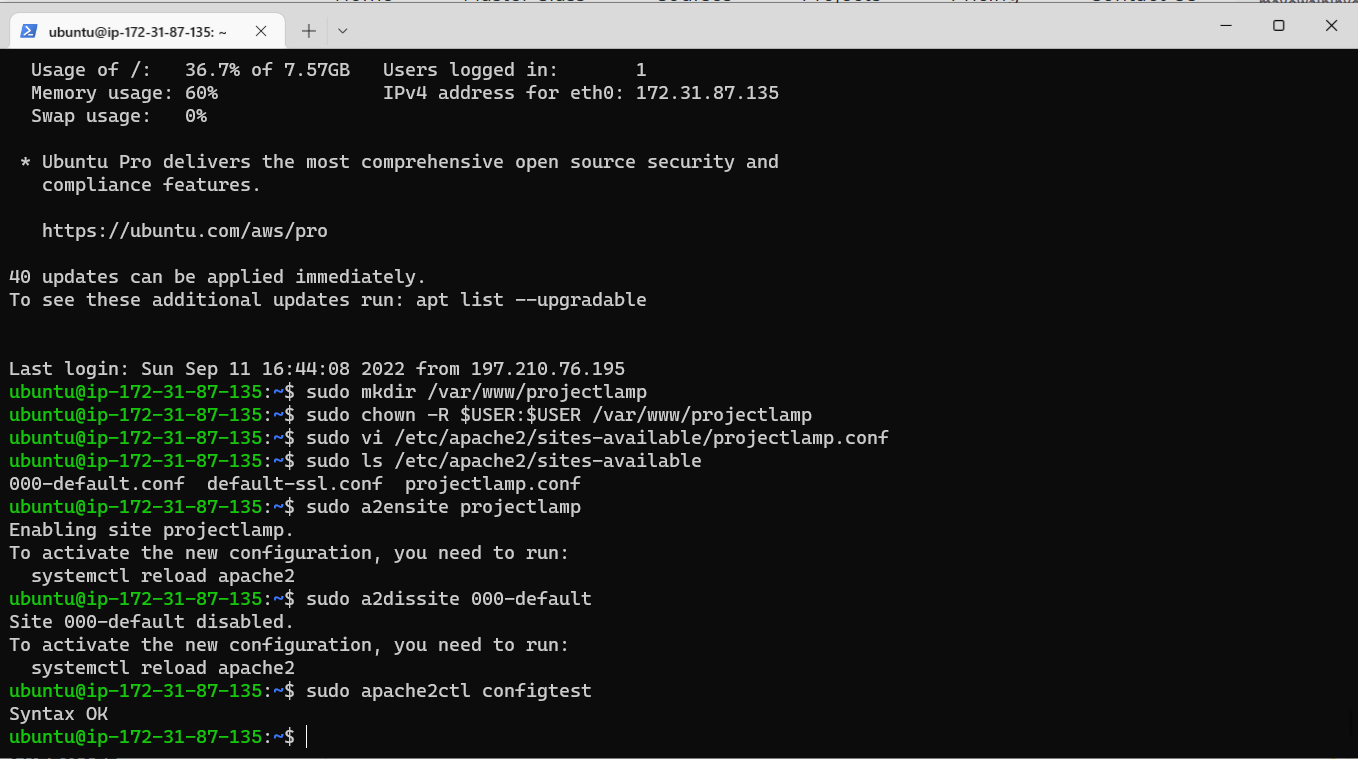 ubuntu@ip-172-31-87-135: ~
Usage of /: 36.7% of 7.57GB Users logged in: 1
Memory usage: 60% IPv4 address for eth0: 172.31.87.135
Swap usage: 0%
* Ubuntu Pro delivers the most comprehensive open source security and
compliance features.
https://ubuntu.com/aws/pro
40 updates can be applied immediately.
To see these additional updates run: apt list --upgradable
Last login: Sun Sep 11 16:44:08 2022 from 197.210.76.195
ubuntu@ip-172-31-87-135:~$ sudo mkdir /var/www/projectlamp
ubuntu@ip-172-31-87-135:~$ sudo chown -R $USER:$USER /var/www/projectlamp
ubuntu@ip-172-31-87-135:~$ sudo vi /etc/apache2/sites-available/projectlamp.conf
ubuntu@ip-172-31-87-135:~$ sudo ls /etc/apache2/sites-available
000-default.conf default-ssl.conf projectlamp.conf
ubuntu@ip-172-31-87-135:~$ sudo a2ensite projectlamp
Enabling site projectlamp.
To activate the new configuration, you need to run:
systemctl reload apache2
ubuntu@ip-172-31-87-135:~$ sudo a2dissite 000-default
Site 000-default disabled.
To activate the new configuration, you need to run:
systemctl reload apache2
ubuntu@ip-172-31-87-135:~$ sudo apache2ctl configtest
Syntax OK
ubuntu@ip-172-31-87-135:~$